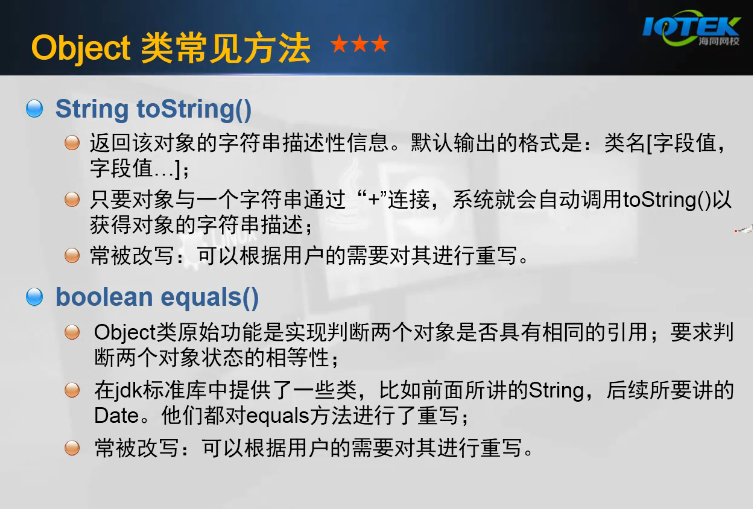 Object 类常见方法 ★★★
IOTEK
海同网校
String toString()
返回该对象的字符串描述性信息。默认输出的格式是：类名[字段值，
字段值…]；
只要对象与一个字符串通过“+”连接，系统就会自动调用toString()以
获得对象的字符串描述；
常被改写：可以根据用户的需要对其进行重写。
boolean equals()
Object类原始功能是实现判断两个对象是否具有相同的引用；要求判
断两个对象状态的相等性；
在jdk标准库中提供了一些类，比如前面所讲的String，后续所要讲的
Date。他们都对equals方法进行了重写；
常被改写：可以根据用户的需要对其进行重写。